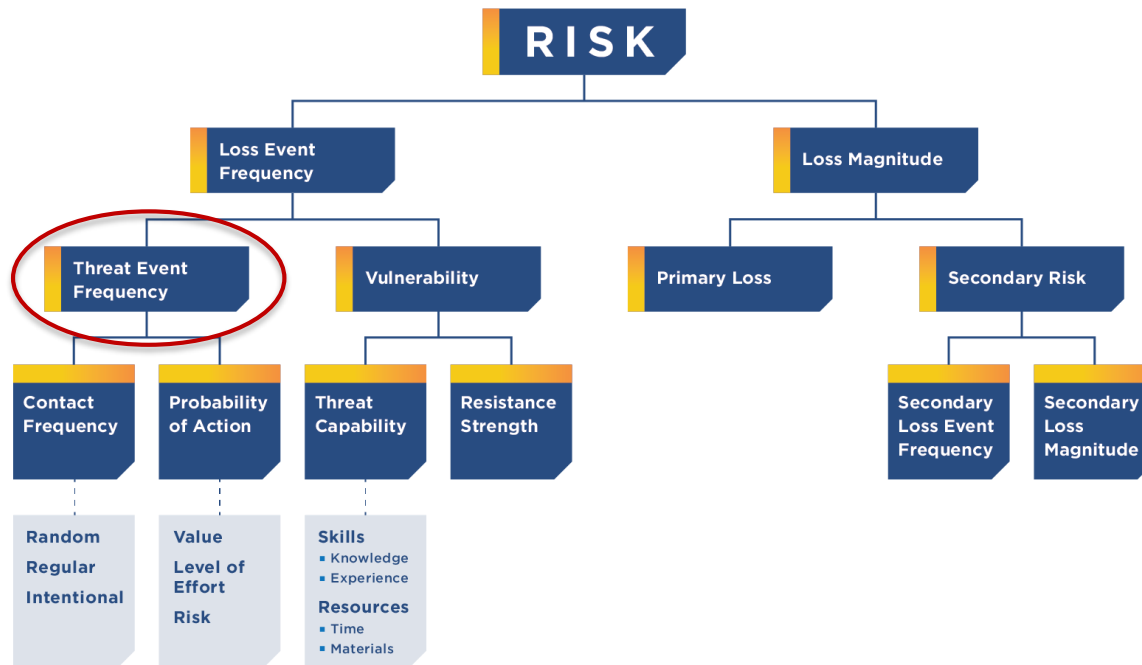 RISK
Loss Event
Frequency
Loss Magnitude
Threat Event
Frequency
Vulnerability
Primary Loss
Secondary Risk
Contact
Frequency
Probability
of Action
Threat
Capability
Resistance
Strength
Secondary
Loss Event
Frequency
Secondary
Loss
Magnitude
Random
Regular
Intentional
Value
Level of
Effort
Risk
Skills
▪ Knowledge
▪ Experience
Resources
▪ Time
▪ Materials